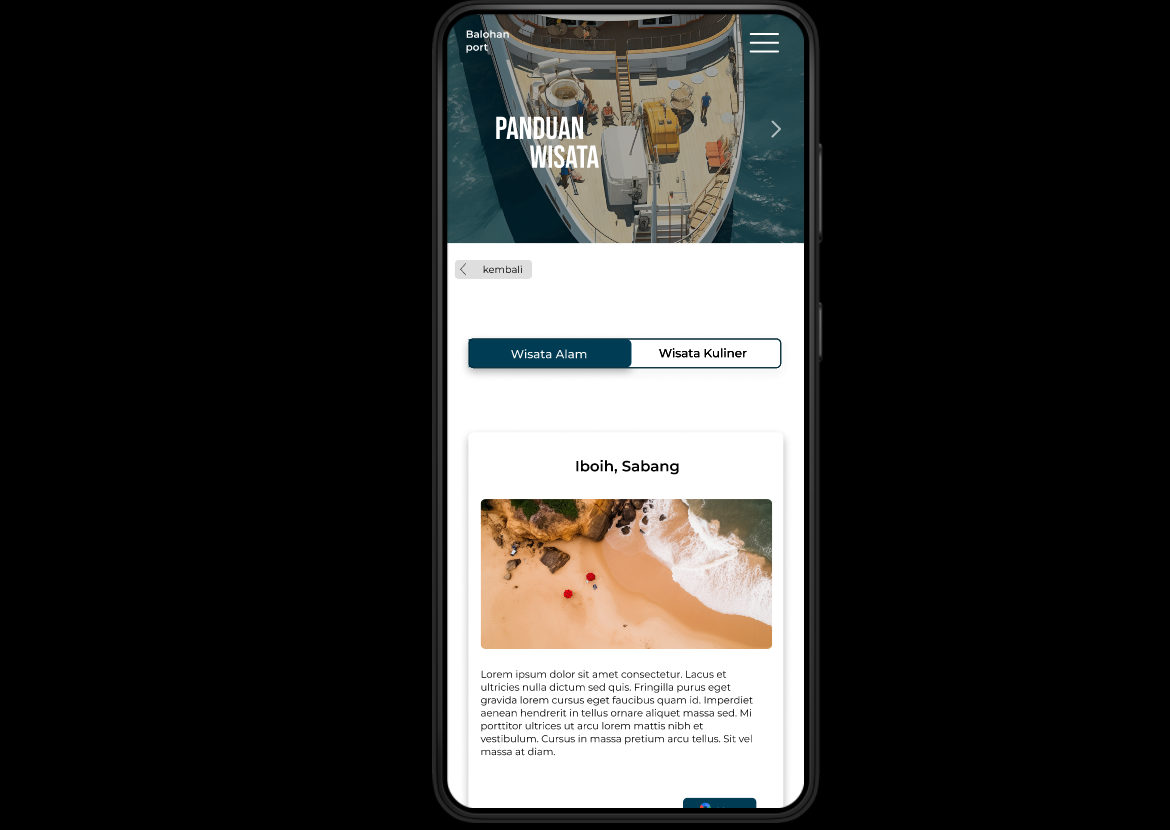 Balohan
port
PANDUAN
WISATA
kembali
Wisata Alam
Wisata Kuliner
Iboih, Sabang
Lorem ipsum dolor sit amet consectetur. Lacus et
ultricies nulla dictum sed quis. Fringilla purus eget
gravida lorem cursus eget faucibus quam id. Imperdiet
aenean hendrerit in tellus ornare aliquet massa sed. Mi
porttitor ultrices ut arcu lorem mattis nibh et
vestibulum. Cursus in massa pretium arcu tellus. Sit vel
massa at diam.